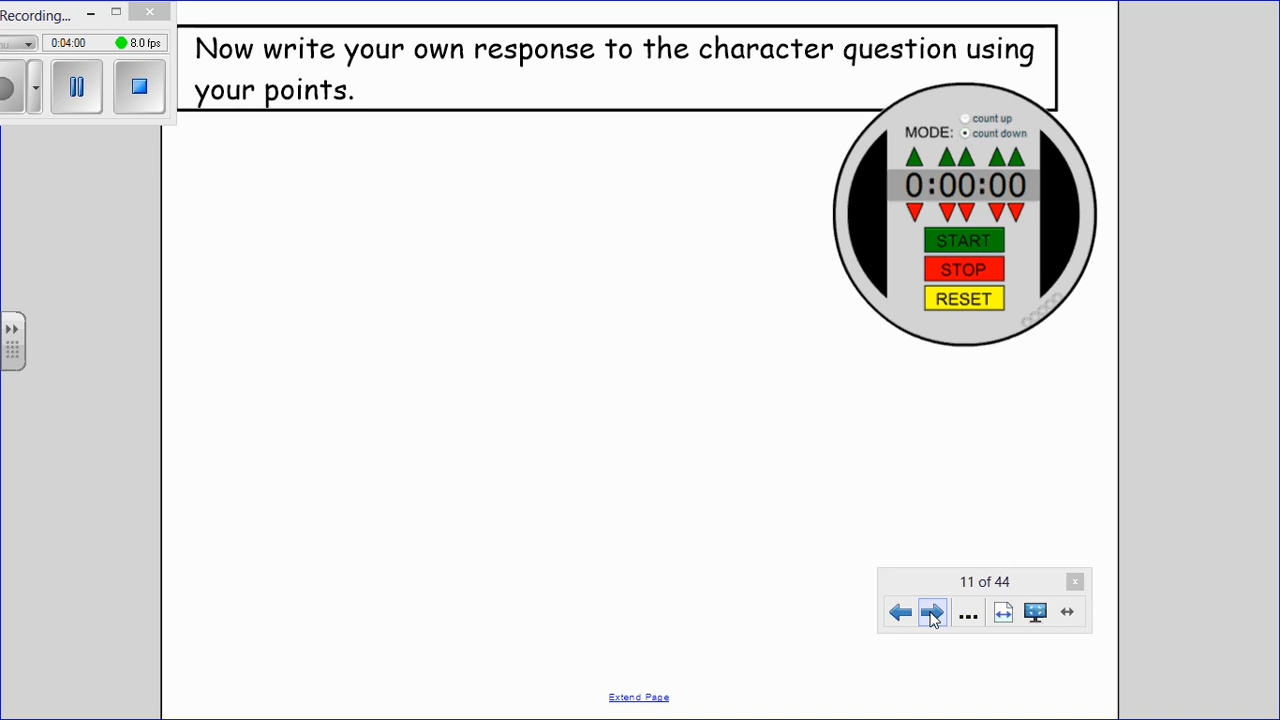 Recording...
0:04:00 8.0 fps
Now write your own response to the character question using
your points.
count up
MODE: count down
0:00:00
START
STOP
RESET
11 of 44
Extend Page